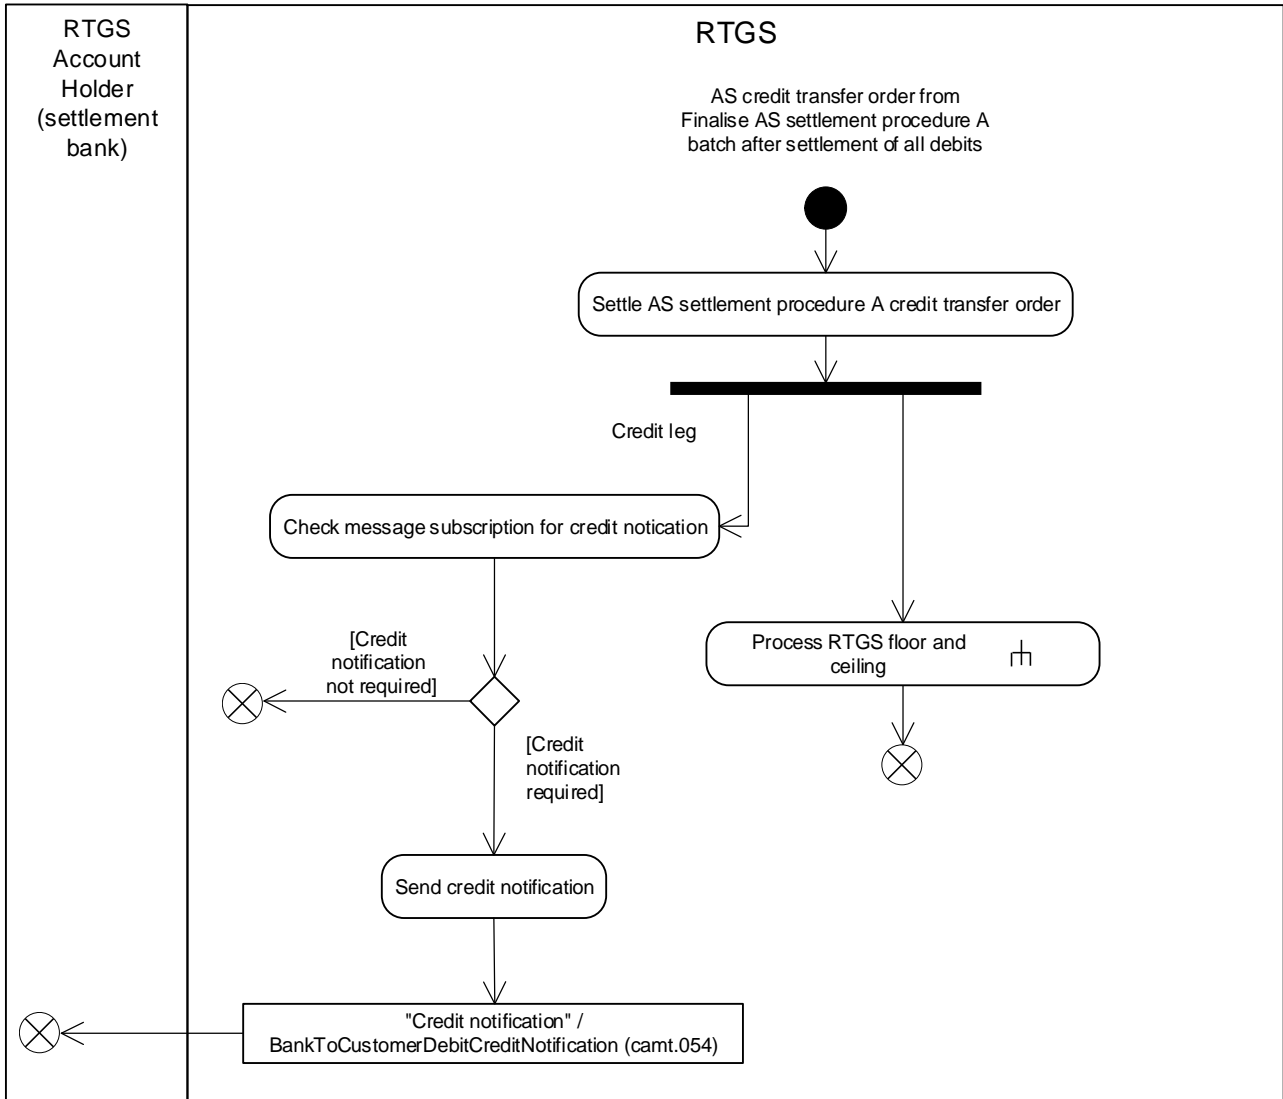 RTGS
Account
Holder
(settlement
bank)
RTGS
AS credit transfer order from
Finalise AS settlement procedure A
batch after settlement of all debits
Settle AS settlement procedure A credit transfer order
Credit leg
Check message subscription for credit notication
[Credit
notification
not required]
Process RTGS floor and
ceiling
[Credit
notification
required]
Send credit notification
"Credit notification" /
BankToCustomerDebitCreditNotification (camt.054)